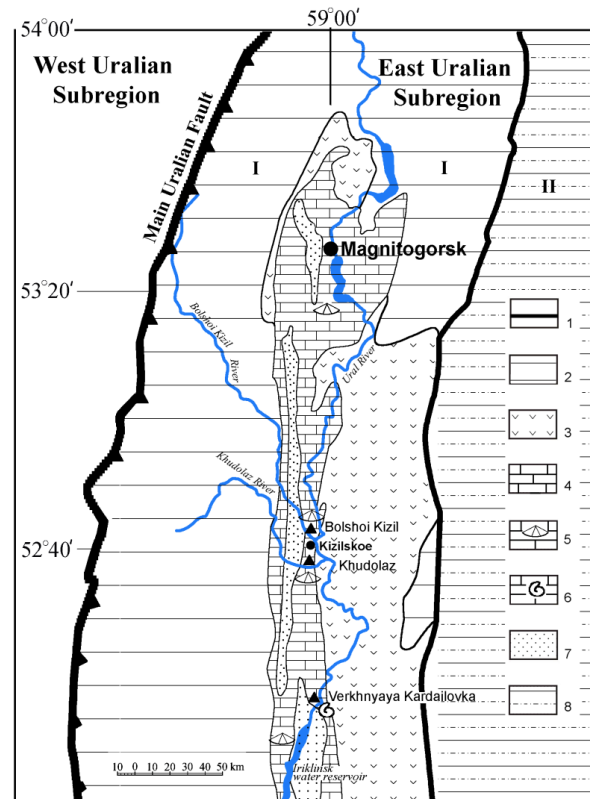 59°00′
54°00′
West Uralian
Subregion
East Uralian
Subregion
Main Uralian Fault
I
I
II
Magnitogorsk
53°20′
Bolshoi Kizil
River
Ural River
1
2
3
4
5
6
7
8
Khudolaz River
Bolshoi Kizil
Kizilskoe
Khudolaz
52°40′
Verkhnyaya Kardailovka
Iriklinsk
water reservoir
10 0 10 20 30 40 50 km